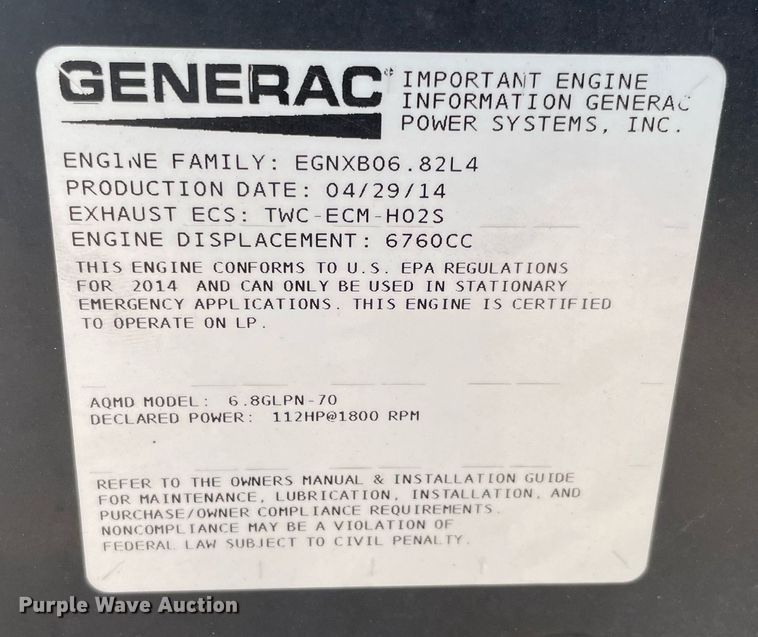 GENERAC®
IMPORTANT ENGINE
INFORMATION GENERAC
POWER SYSTEMS, INC.
ENGINE FAMILY: EGNXB06.82L4
PRODUCTION DATE: 04/29/14
EXHAUST ECS: TWC-ECM-HO2S
ENGINE DISPLACEMENT: 6760CC
THIS ENGINE CONFORMS TO U.S. EPA REGULATIONS
FOR 2014 AND CAN ONLY BE USED IN STATIONARY
EMERGENCY APPLICATIONS. THIS ENGINE IS CERTIFIED
TO OPERATE ON LP.
AQMD MODEL: 6.8GLPN-70
DECLARED POWER: 112HP@1800 RPM
REFER TO THE OWNERS MANUAL & INSTALLATION GUIDE
FOR MAINTENANCE, LUBRICATION, INSTALLATION, AND
PURCHASE/OWNER COMPLIANCE REQUIREMENTS.
NONCOMPLIANCE MAY BE A VIOLATION OF
FEDERAL LAW SUBJECT TO CIVIL PENALTY.
Purple Wave Auction